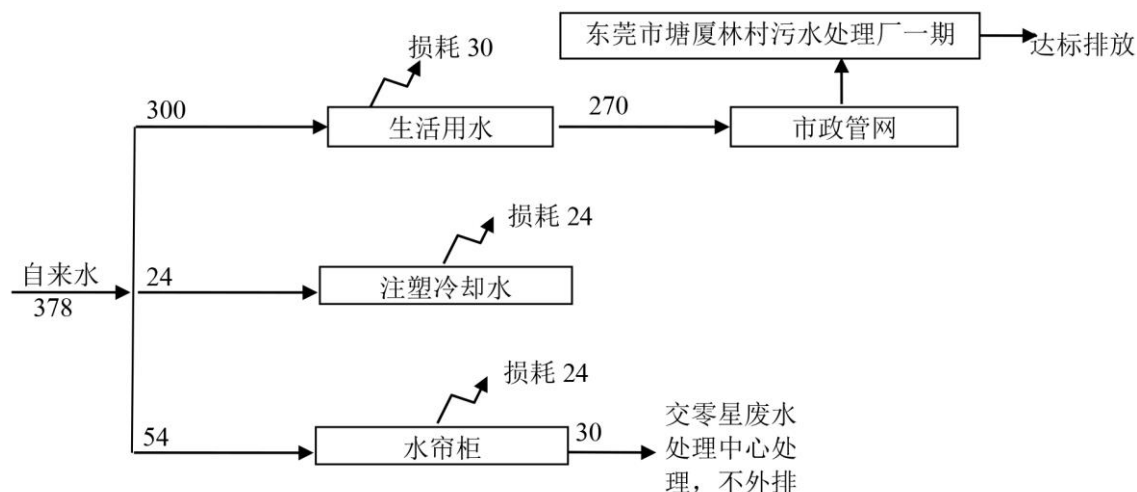 损耗 30
东莞市塘厦林村污水处理厂一期
达标排放
300
生活用水
270
市政管网
损耗 24
自来水
378
24
注塑冷却水
损耗 24
54
水帘柜
30
交零星废水
处理中心处
理，不外排